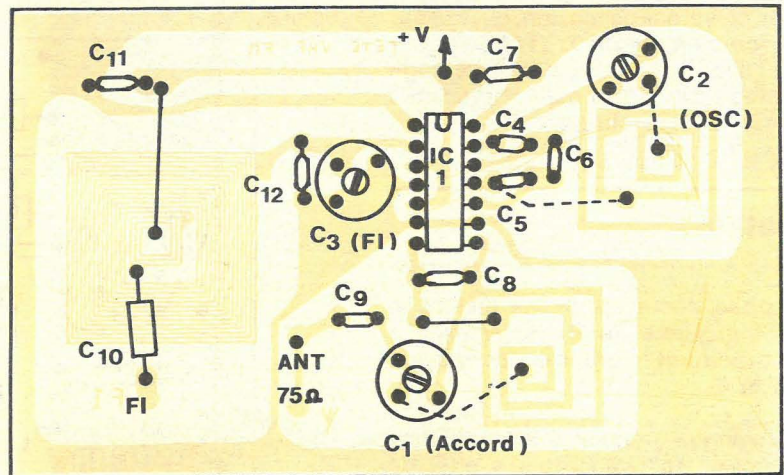 + V
C11
C7
C2
(OSC)
C4
IC
1
C6
C12
C5
C3 (FI)
C8
C9
C10
ANT
75Ω
FI
C1 (Accord)